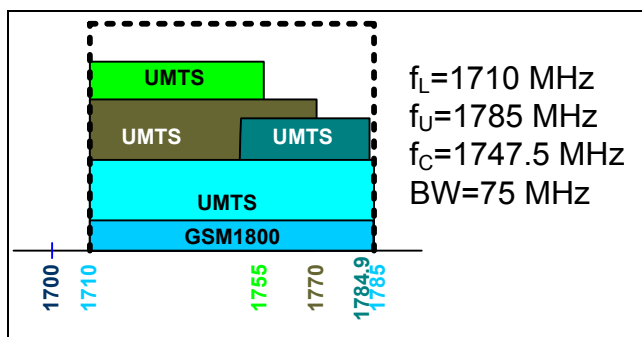 UMTS
UMTS UMTS
UMTS
GSM1800
1700 1710 1755 1770 1784.9 1785
fL=1710 MHz
fU=1785 MHz
fC=1747.5 MHz
BW=75 MHz